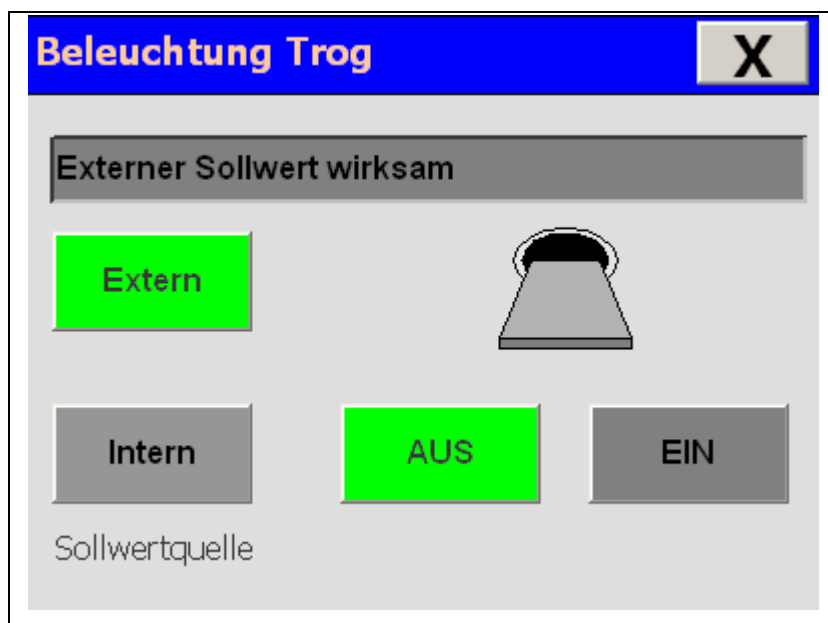 Beleuchtung Trog
X
Externer Sollwert wirksam
Extern
Intern
AUS
EIN
Sollwertquelle